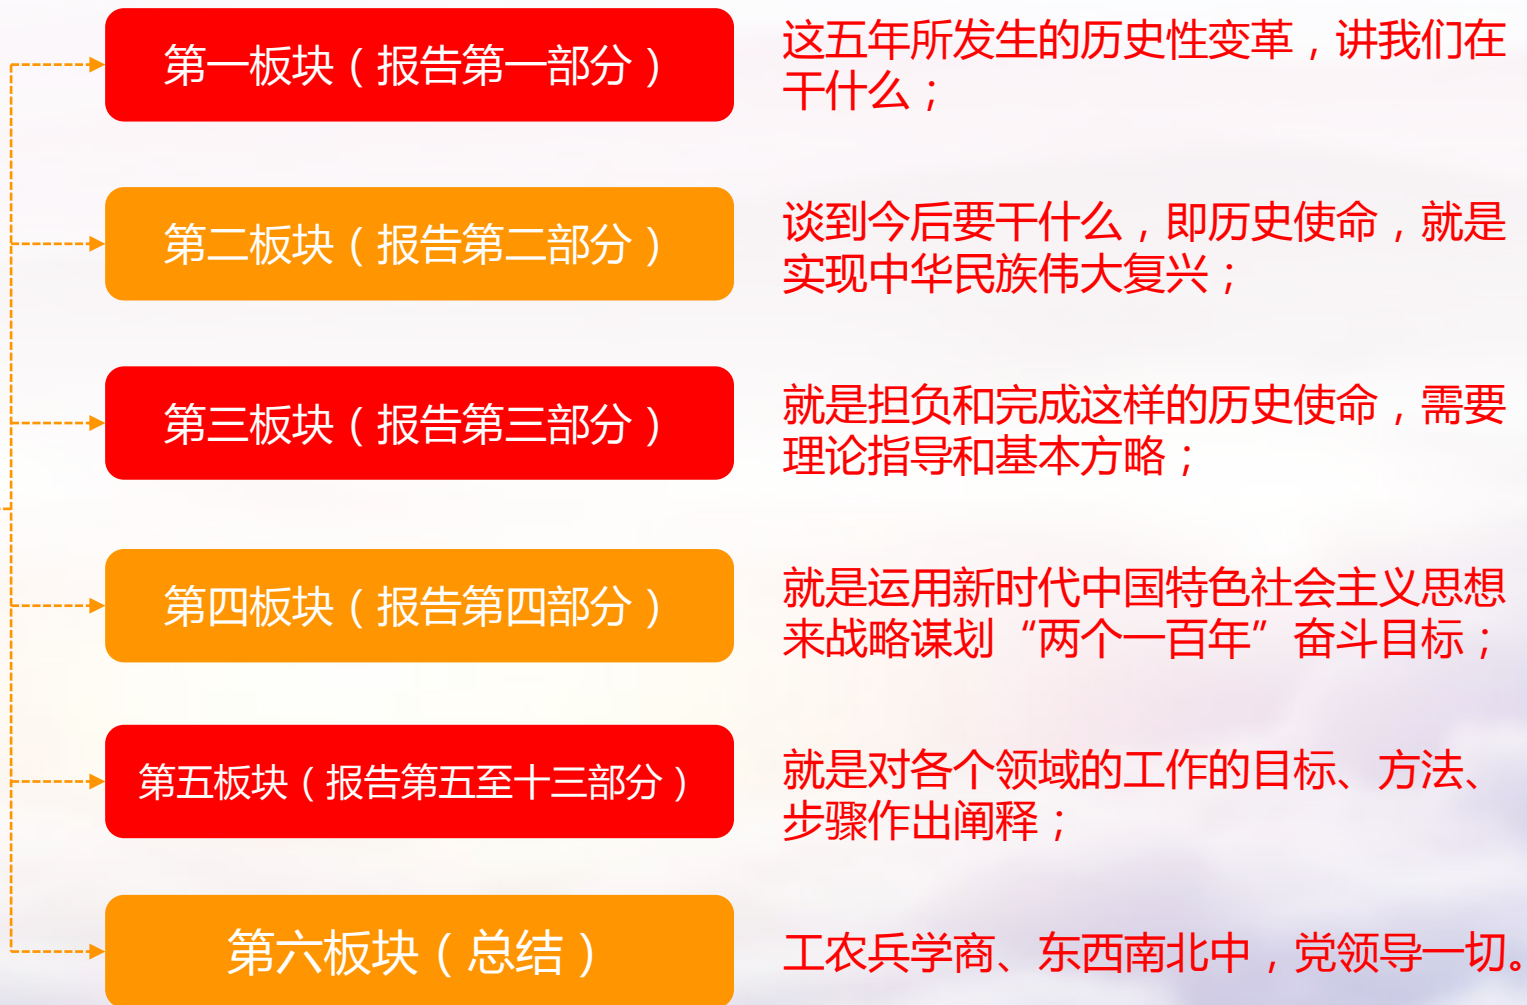 第一板块（报告第一部分）
这五年所发生的历史性变革，讲我们在
干什么；
第二板块（报告第二部分）
谈到今后要干什么，即历史使命，就是
实现中华民族伟大复兴；
第三板块（报告第三部分）
就是担负和完成这样的历史使命，需要
理论指导和基本方略；
第四板块（报告第四部分）
就是运用新时代中国特色社会主义思想
来战略谋划“两个一百年”奋斗目标；
第五板块（报告第五至十三部分）
就是对各个领域的工作的目标、方法、
步骤作出阐释；
第六板块（总结）
工农兵学商、东西南北中，党领导一切。